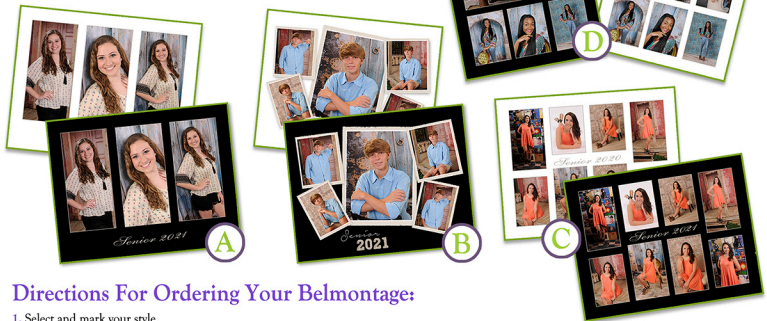 D
Senior 2020
Senior 2021
A
Senior
2021
B
C
Senior 2021
Directions For Ordering Your Belmontage:
1. Select and mark your style